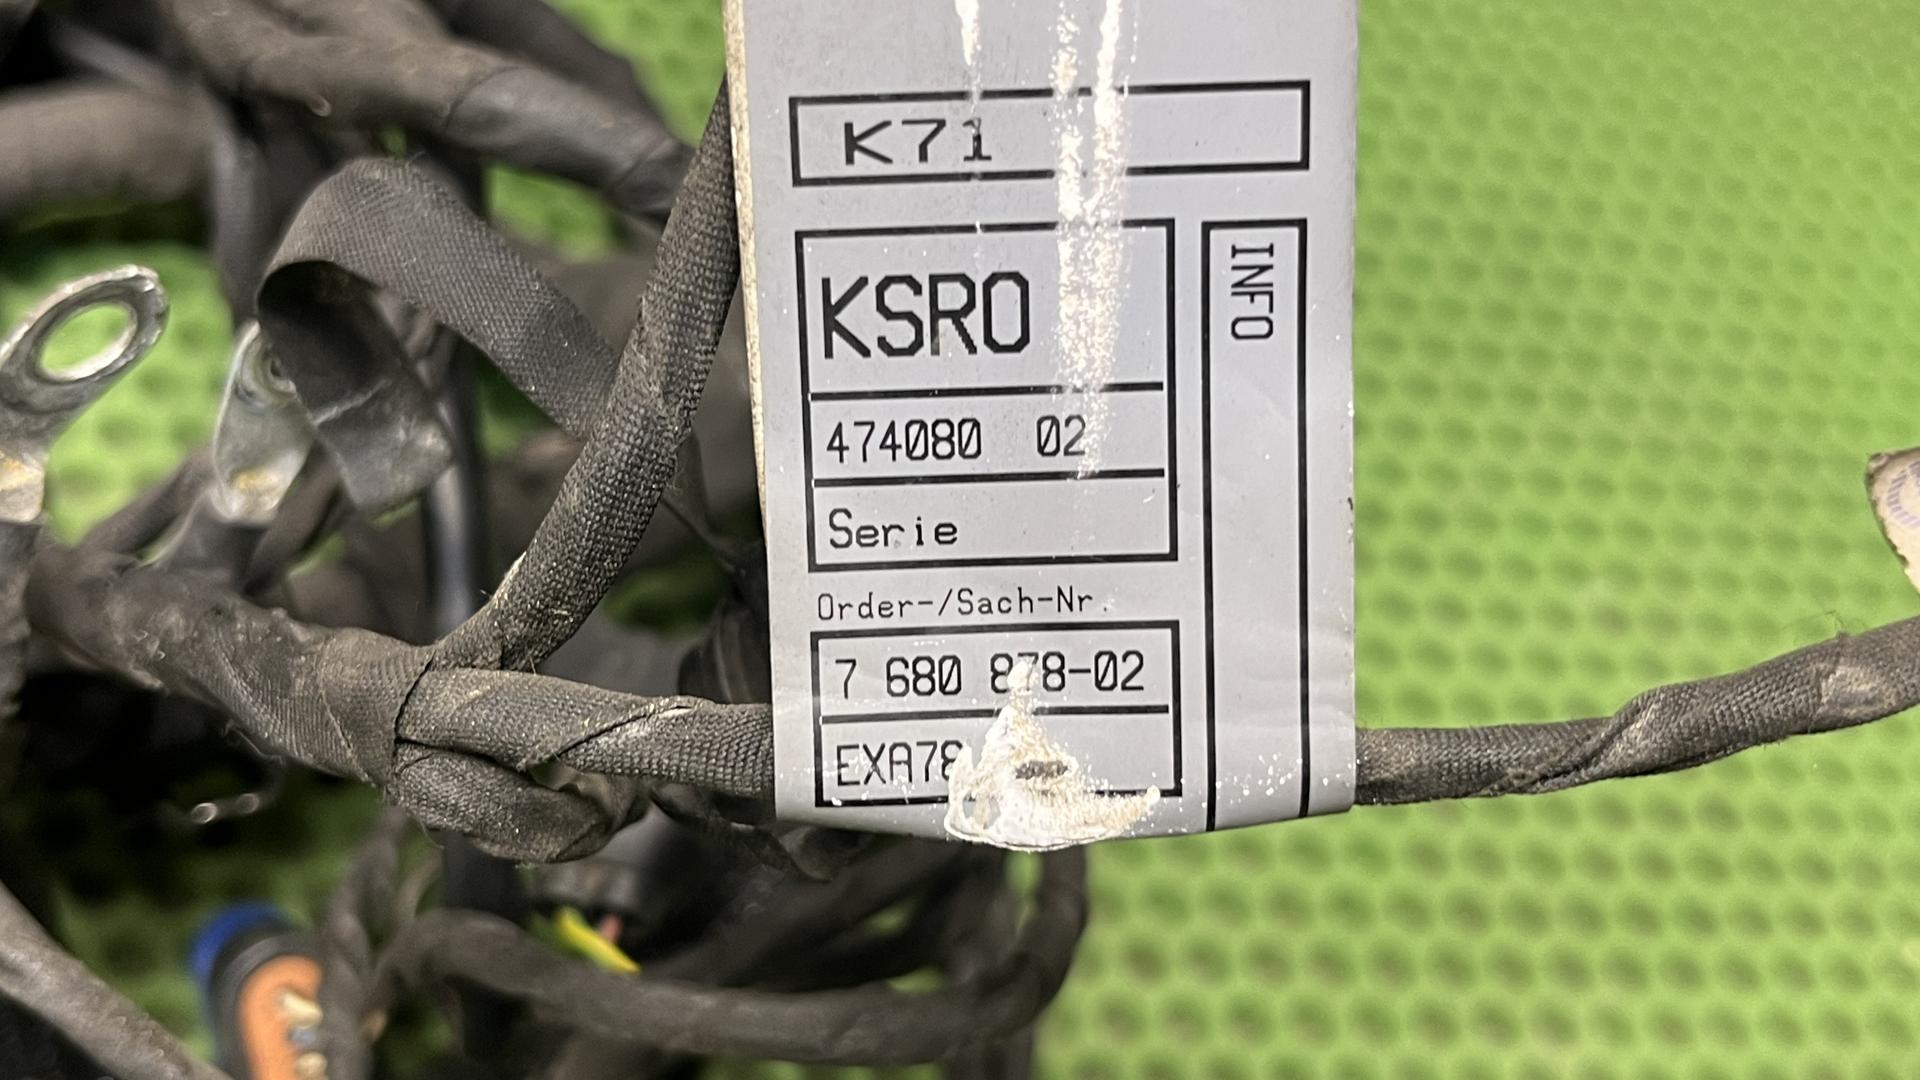 K71
KSRO
INFO
474080 02
Serie
Order-/Sach-Nr.
7 680 878-02